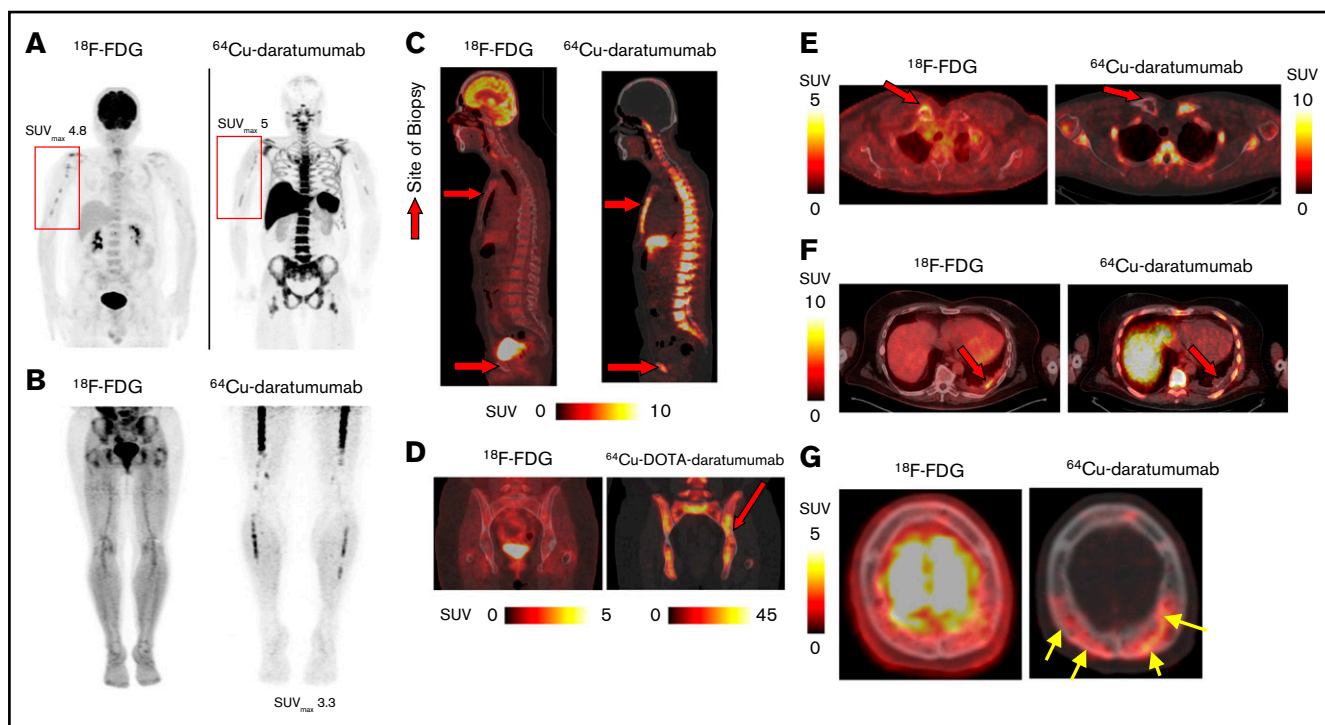 A
18F-FDG
64Cu-daratumumab
SUVmax 4.8
SUVmax 5
B
18F-FDG
64Cu-daratumumab
SUVmax 3.3
C
18F-FDG
64Cu-daratumumab
Site of Biopsy
SUV 0 10
D
18F-FDG
64Cu-DOTA-daratumumab
SUV 0 5 0 45
E
18F-FDG
64Cu-daratumumab
SUV
5
0
SUV
10
0
F
18F-FDG
64Cu-daratumumab
SUV
10
0
G
18F-FDG
64Cu-daratumumab
SUV
5
0